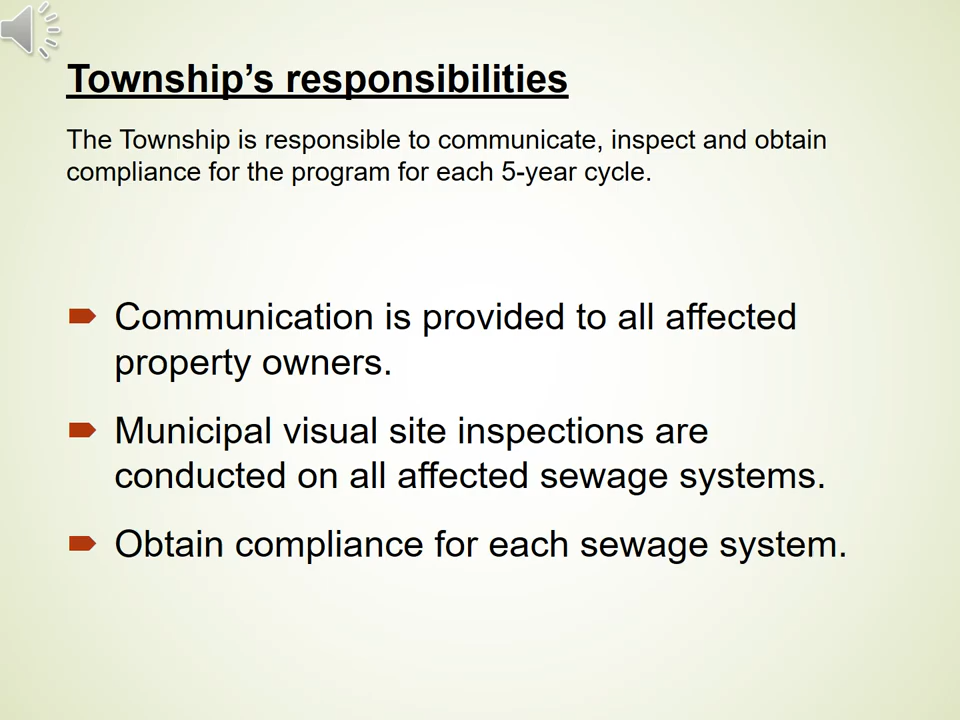 Township’s responsibilities
The Township is responsible to communicate, inspect and obtain
compliance for the program for each 5-year cycle.
Communication is provided to all affected
property owners.
Municipal visual site inspections are
conducted on all affected sewage systems.
Obtain compliance for each sewage system.